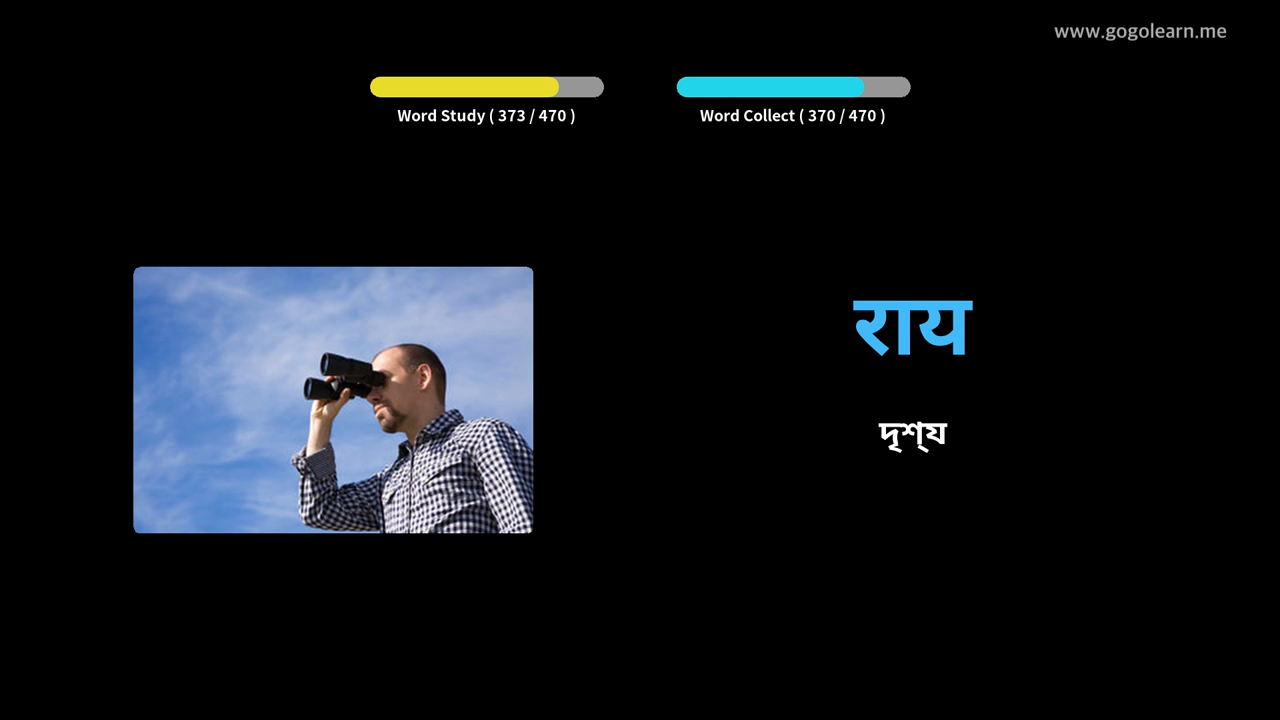 www.gogolearn.me
Word Study ( 373 / 470 )
Word Collect ( 370 / 470 )
राय
দৃশ্য